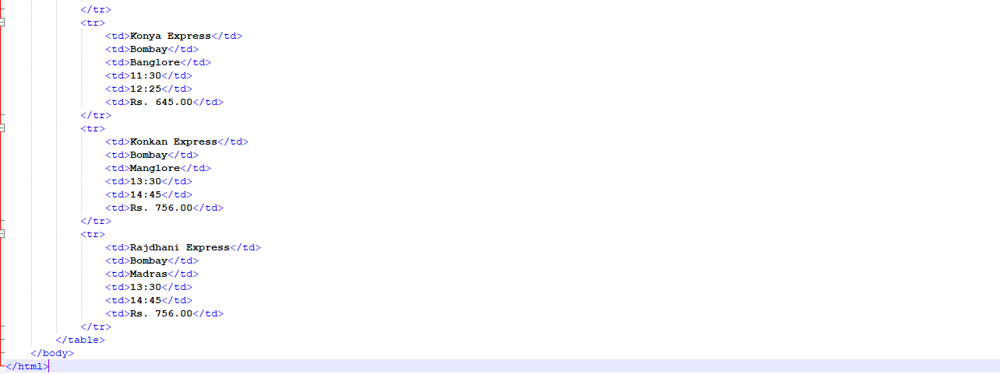 </tr>
<tr>
<td>Konya Express</td>
<td>Bombay</td>
<td>Banglore</td>
<td>11:30</td>
<td>12:25</td>
<td>Rs. 645.00</td>
</tr>
<tr>
<td>Konkan Express</td>
<td>Bombay</td>
<td>Manglore</td>
<td>13:30</td>
<td>14:45</td>
<td>Rs. 756.00</td>
</tr>
<tr>
<td>Rajdhani Express</td>
<td>Bombay</td>
<td>Madras</td>
<td>13:30</td>
<td>14:45</td>
<td>Rs. 756.00</td>
</tr>
</table>
</body>
</html>